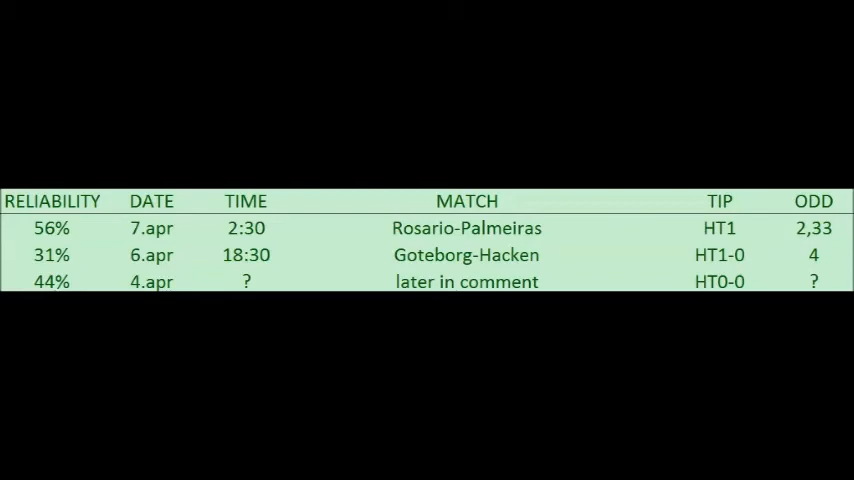 RELIABILITY DATE TIME MATCH TIP ODD
56% 7.apr 2:30 Rosario-Palmeiras HT1 2,33
31% 6.apr 18:30 Goteborg-Hacken HT1-0 4
44% 4.apr ? later in comment HT0-0 ?